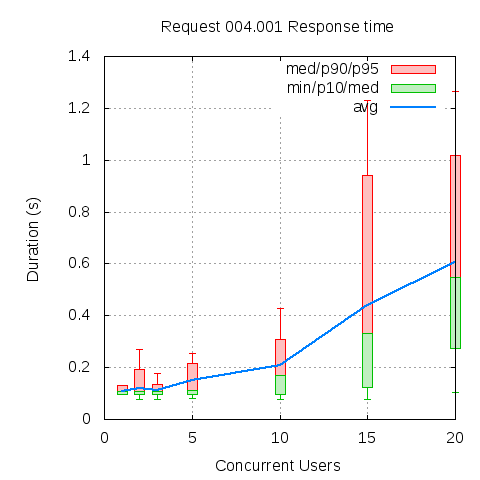 Request 004.001 Response time
med/p90/p95
min/p10/med
avg
Duration (s)
1.4
1.2
1
0.8
0.6
0.4
0.2
0
0 5 10 15 20
Concurrent Users